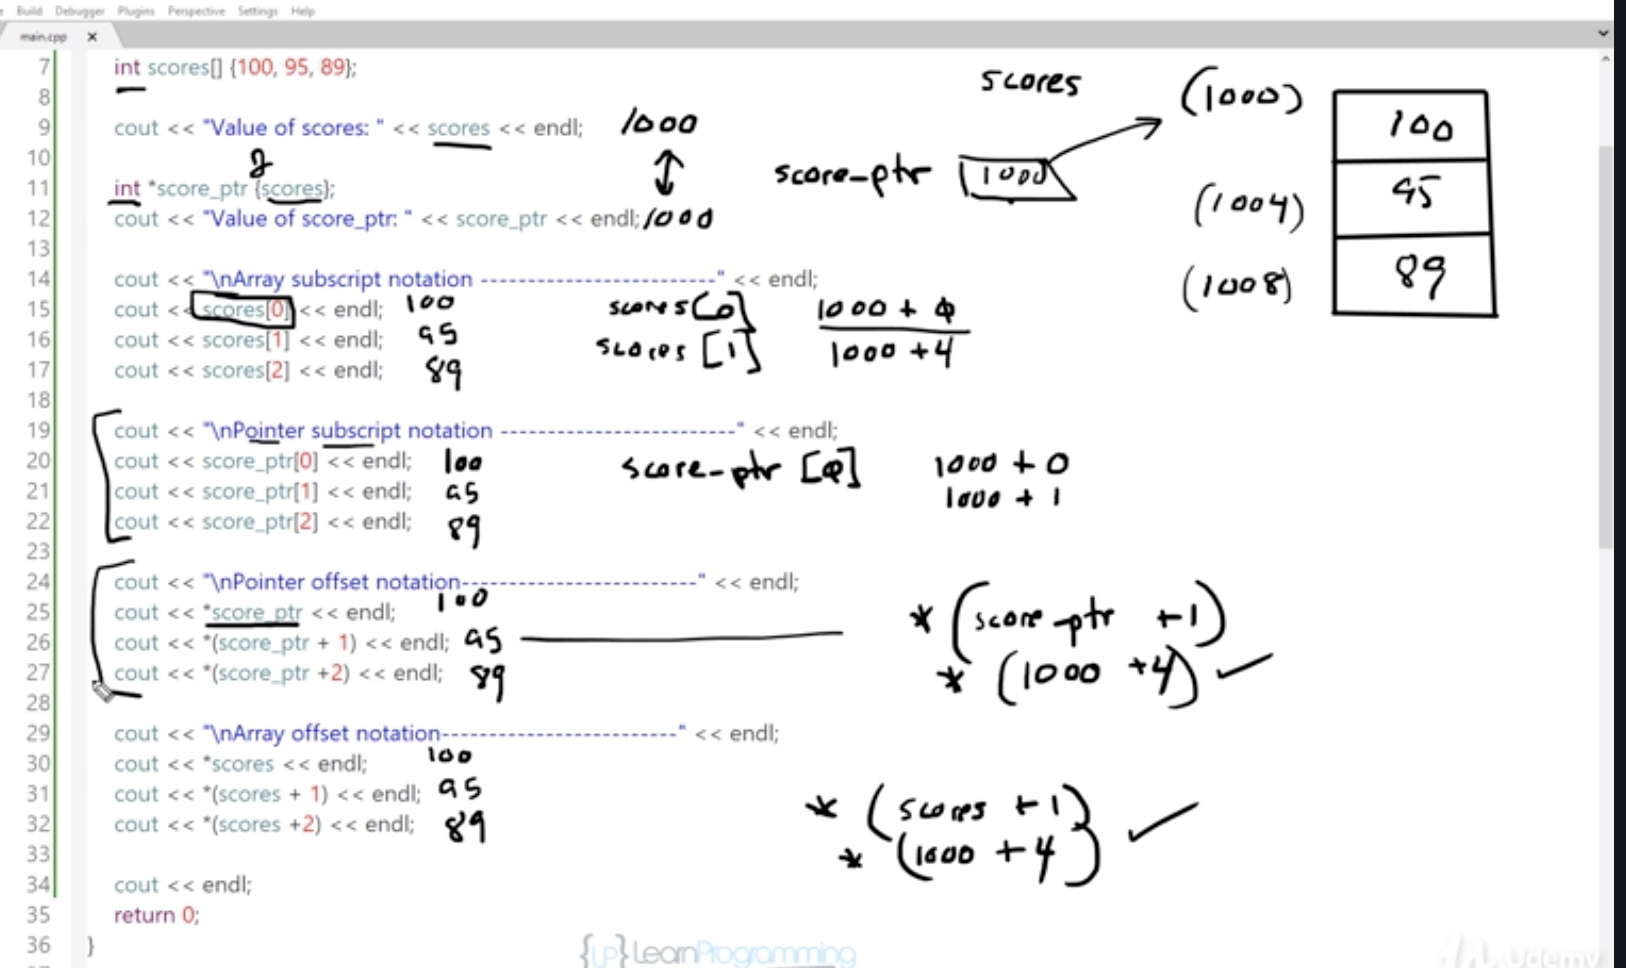 Build Debugger Plugins Perspective Settings Help
main.cpp x
7 int scores[] {100, 95, 89};
8
9 cout << "Value of scores: " << scores << endl; 1000
10
11 int *score_ptr {scores};
12 cout << "Value of score_ptr: " << score_ptr << endl; 1000
13
14 cout << "\nArray subscript notation -------------------------" << endl;
15 cout << scores[0] << endl; 100 scores[0] 1000 + 0
16 cout << scores[1] << endl; 95 scores[1] 1000 + 4
17 cout << scores[2] << endl; 89
18
19 cout << "\nPointer subscript notation -------------------------" << endl;
20 cout << score_ptr[0] << endl; 100 score_ptr [0] 1000 + 0
21 cout << score_ptr[1] << endl; 95 1000 + 1
22 cout << score_ptr[2] << endl; 89
23
24 cout << "\nPointer offset notation-------------------------" << endl;
25 cout << *score_ptr << endl; 100 * (score_ptr +1)
26 cout << *(score_ptr + 1) << endl; 95
27 cout << *(score_ptr +2) << endl; 89 * (1000 +4)
28
29 cout << "\nArray offset notation-------------------------" << endl;
30 cout << *scores << endl; 100
31 cout << *(scores + 1) << endl; 95 * (scores +1)
32 cout << *(scores +2) << endl; 89 * (1000 +4)
33
34 cout << endl;
35 return 0;
36 }
scores (1000) 100
score_ptr 1000
(1004) 95
(1008) 89
{LP} LearnProgramming
Udemy